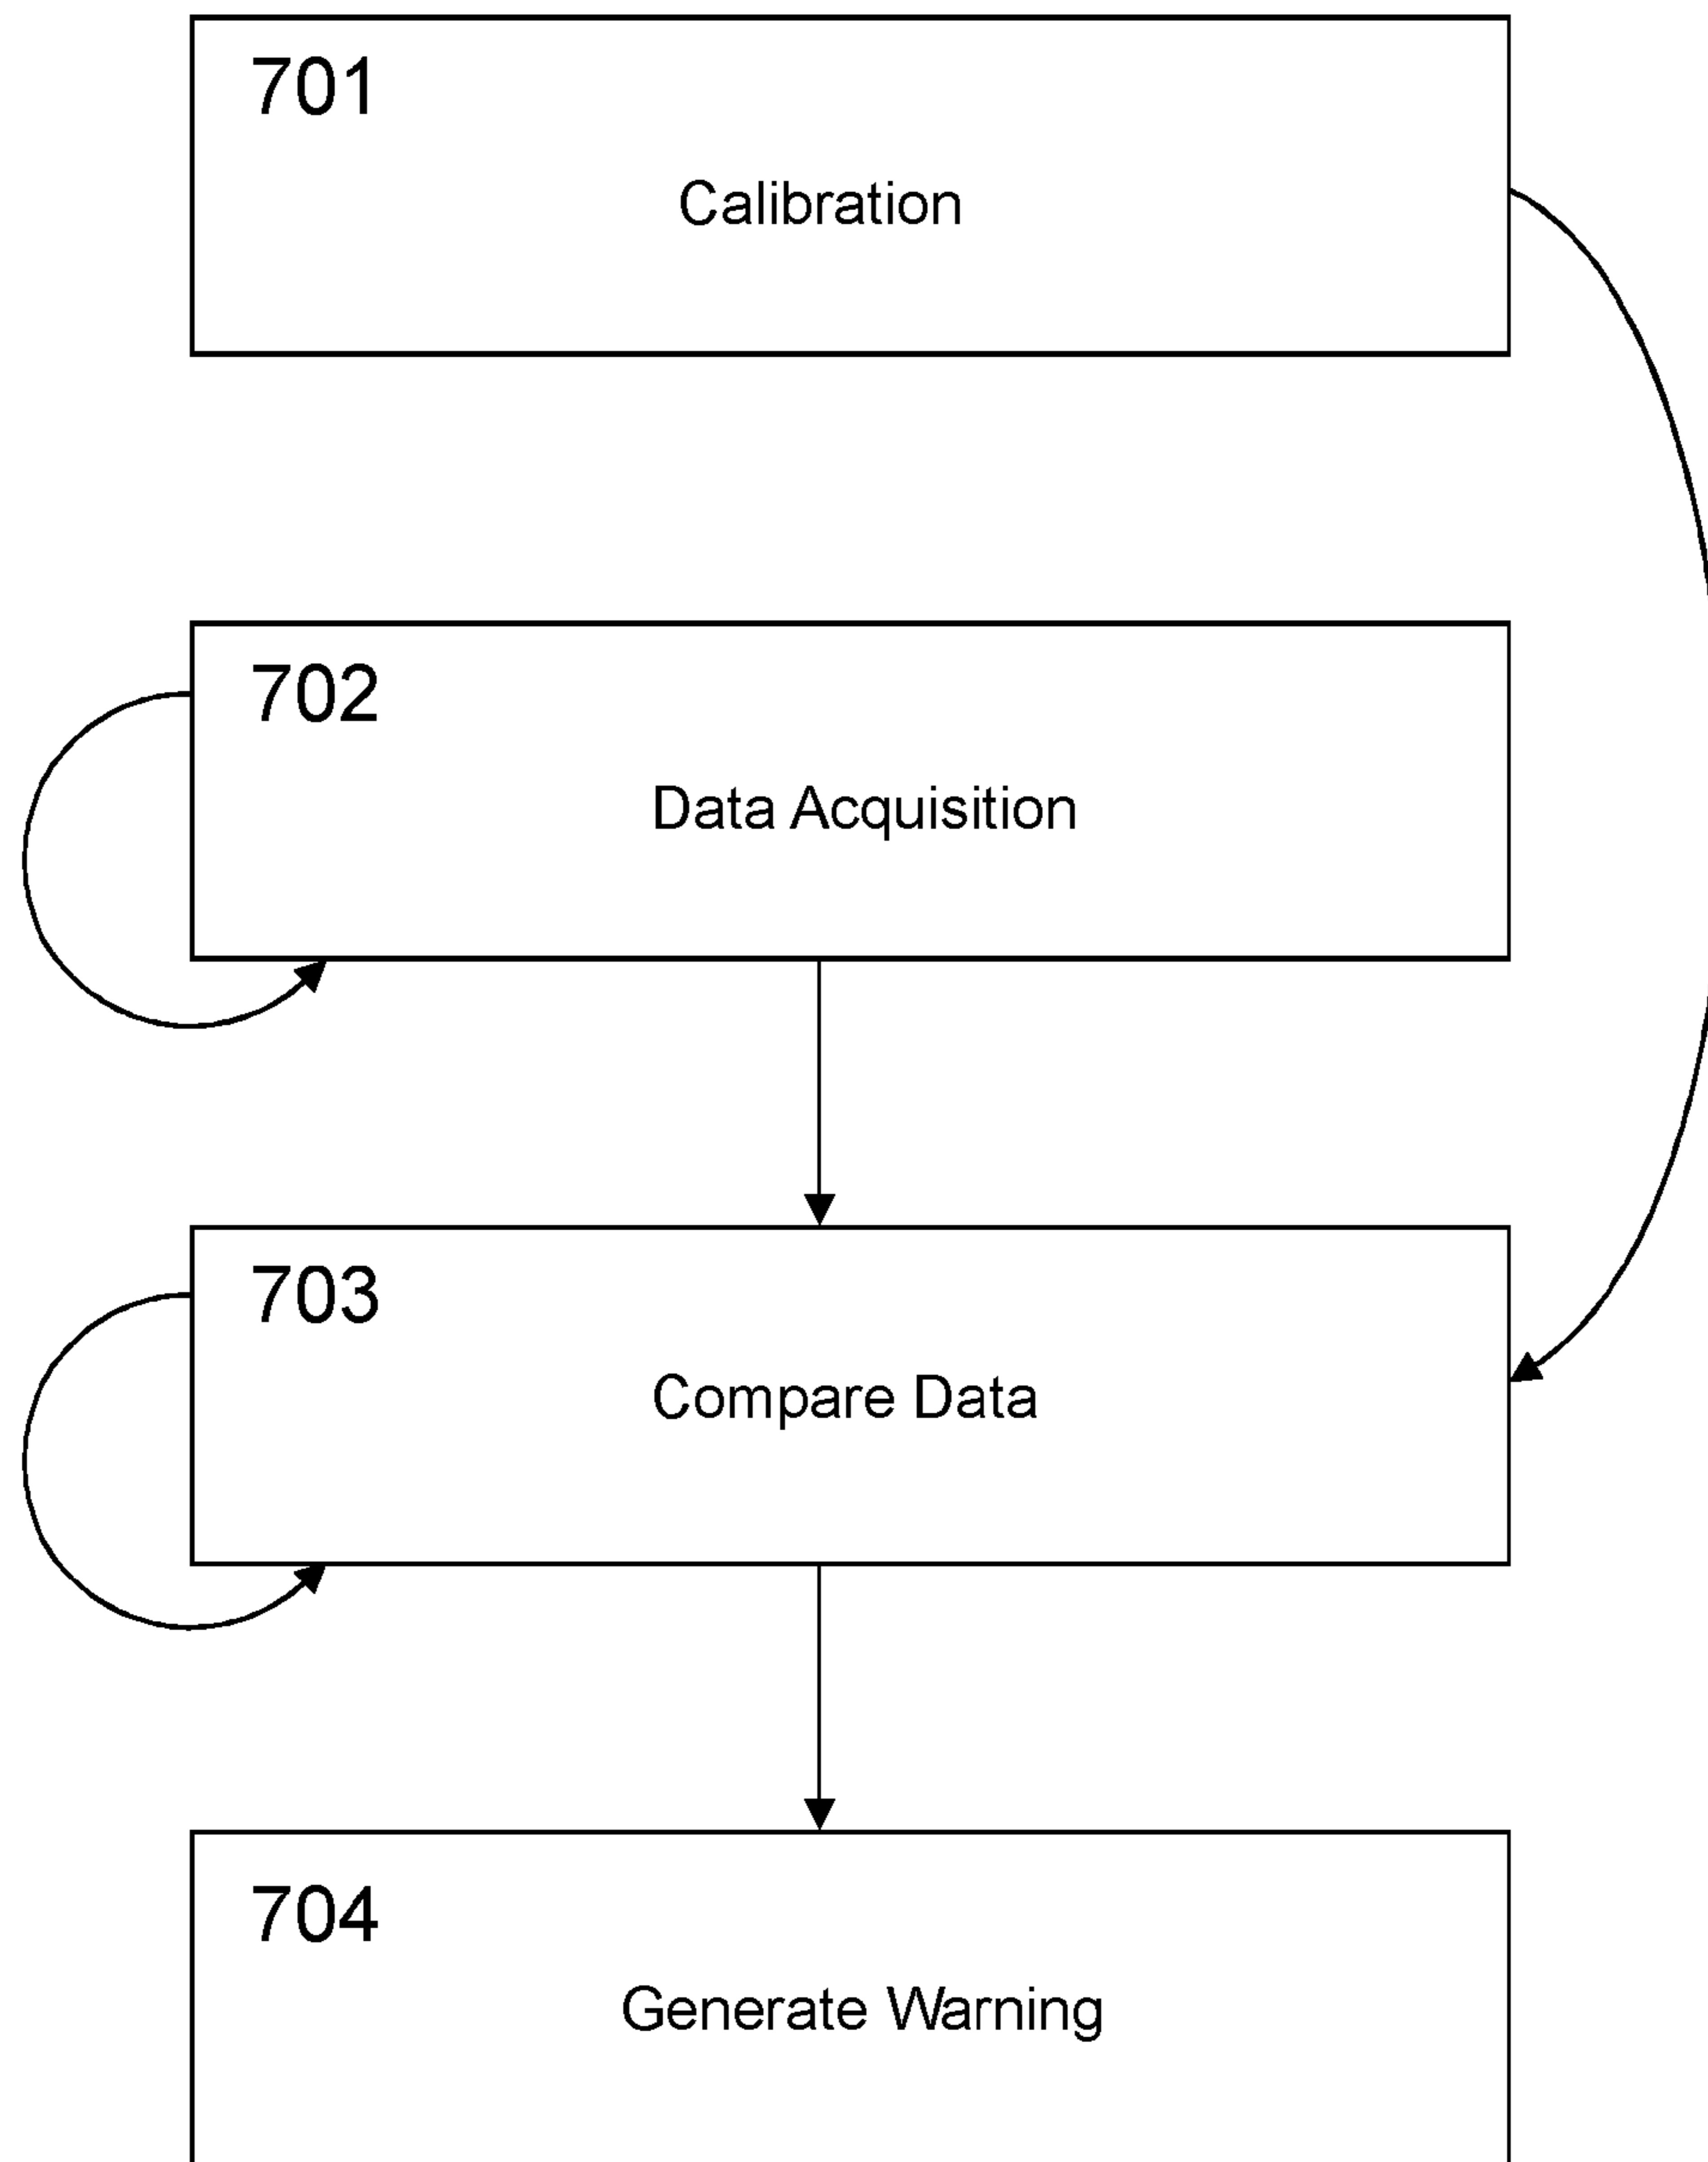 701
Calibration
702
Data Acquisition
703
Compare Data
704
Generate Warning